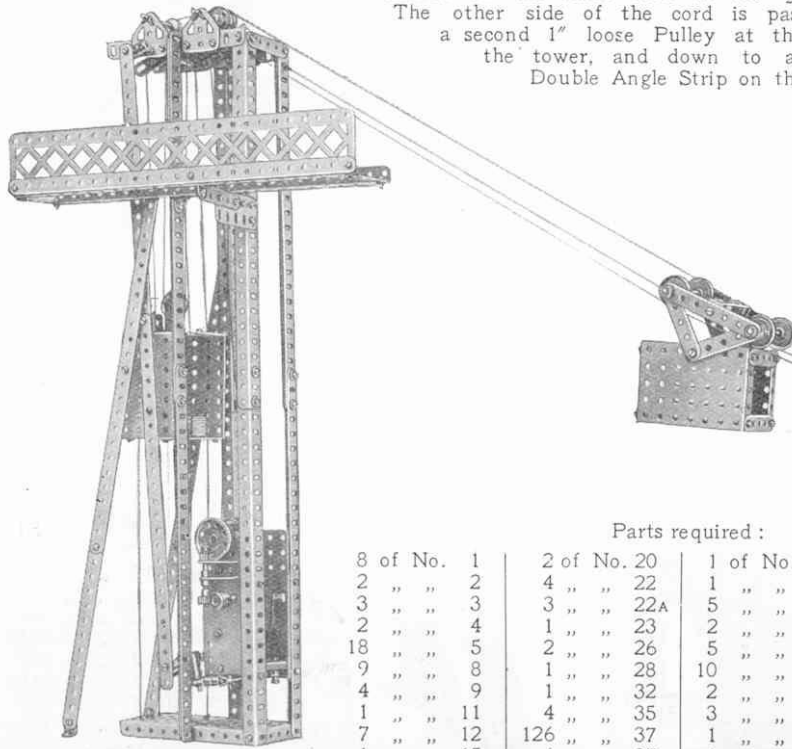 The other side of the cord is
a second 1″ loose Pulley at
the tower, and down to
Double Angle Strip on
Parts required :
8 of No. 1 2 of No. 20 1 of No
2 „ „ 2 4 „ „ 22 1 „ „
3 „ „ 3 3 „ „ 22A 5 „ „
2 „ „ 4 1 „ „ 23 2 „ „
18 „ „ 5 2 „ „ 26 5 „ „
9 „ „ 8 1 „ „ 28 10 „ „
4 „ „ 9 1 „ „ 32 2 „ „
1 „ „ 11 4 „ „ 35 3 „ „
7 „ „ 12 126 „ „ 37 1 „ „